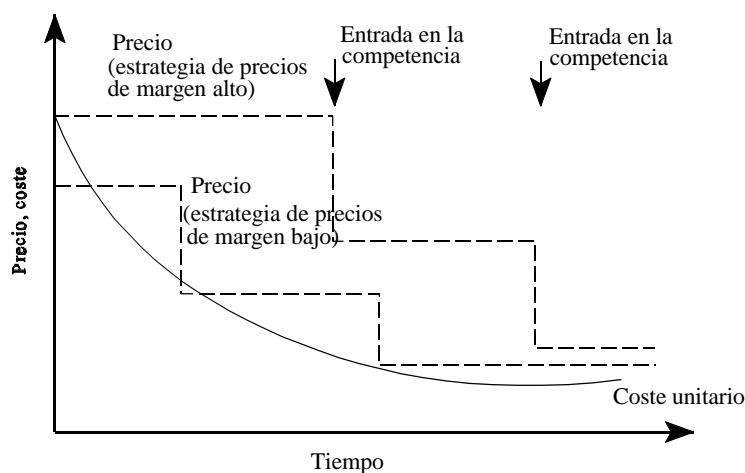 Precio
(estrategia de precios
de margen alto)
Entrada en la
competencia
Entrada en la
competencia
Precio
(estrategia de precios
de margen bajo)
Precio, coste
Coste unitario
Tiempo